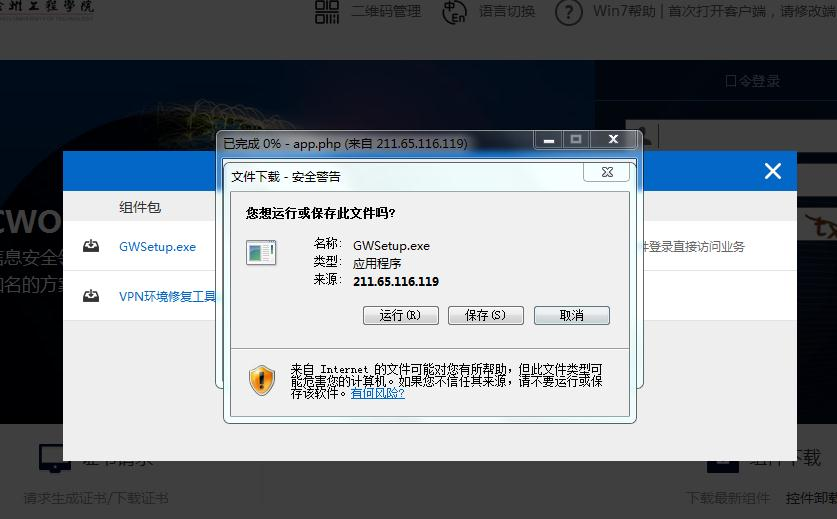 二维码管理
语言切换
Win7帮助 | 首次打开客户端，请修改端
口令登录
已完成 0% - app.php (来自 211.65.116.119)
文件下载 - 安全警告
您想运行或保存此文件吗?
名称: GWSetup.exe
类型: 应用程序
来源: 211.65.116.119
运行(R)
保存(S)
取消
来自 Internet 的文件可能对您有所帮助，但此文件类型可
能危害您的计算机。如果您不信任其来源，请不要运行或保
存该软件。有何风险?
组件包
GWSetup.exe
登录直接访问业务
VPN环境修复工具
CWO
信息安全领
知名的方案
证书请求
请求生成证书/下载证书
组件下载
下载最新组件
控件卸载